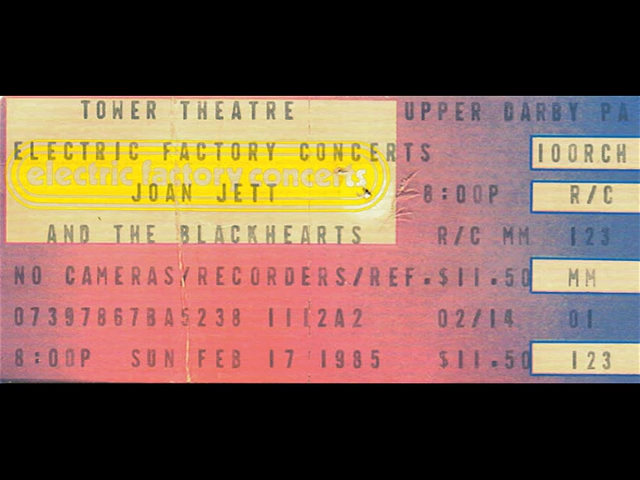 TOWER THEATRE UPPER DARBY PA
ELECTRIC FACTORY CONCERTS 100RCH
electric factory concerts
JOAN JETT 8:00P R/C
AND THE BLACKHEARTS R/C MM 123
NO CAMERAS/RECORDERS/REF. $11.50 MM
07397867BA5238 1112A2 02/14 01
8:00P SUN FEB 17 1985 $11.50 123